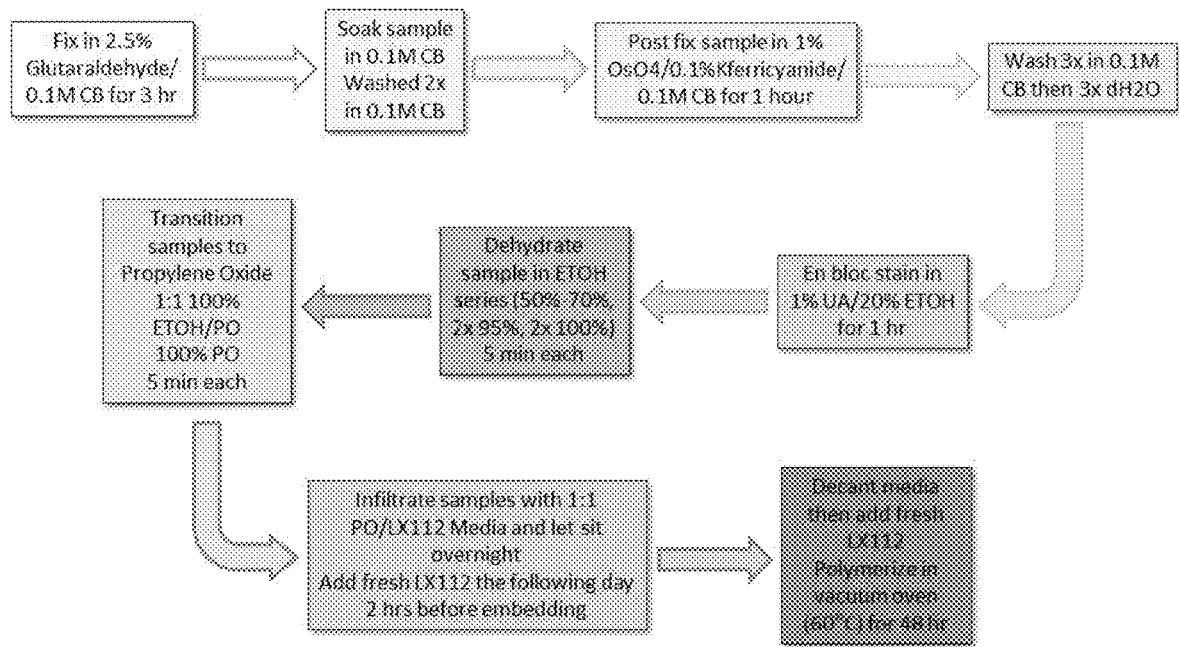 Fix in 2.5%
Glutaraldehyde/
0.1M CB for 3 hr
Soak sample
in 0.1M CB
Washed 2x
in 0.1M CB
Post fix sample in 1%
OsO4/0.1%Kferricyanide/
0.1M CB for 1 hour
Wash 3x in 0.1M
CB then 3x dH2O
En bloc stain in
1% UA/20% ETOH
for 1 hr
Dehydrate
sample in ETOH
series (50%-70%,
2x 95%, 2x 100%)
5 min each
Transition
samples to
Propylene Oxide
1:1 100%
ETOH/PO
100% PO
5 min each
Infiltrate samples with 1:1
PO/LX112 Media and let sit
overnight
Add fresh LX112 the following day
2 hrs before embedding
Decant media
then add fresh
LX112
Polymerize in
vacuum oven
(60°C) for 48 hr